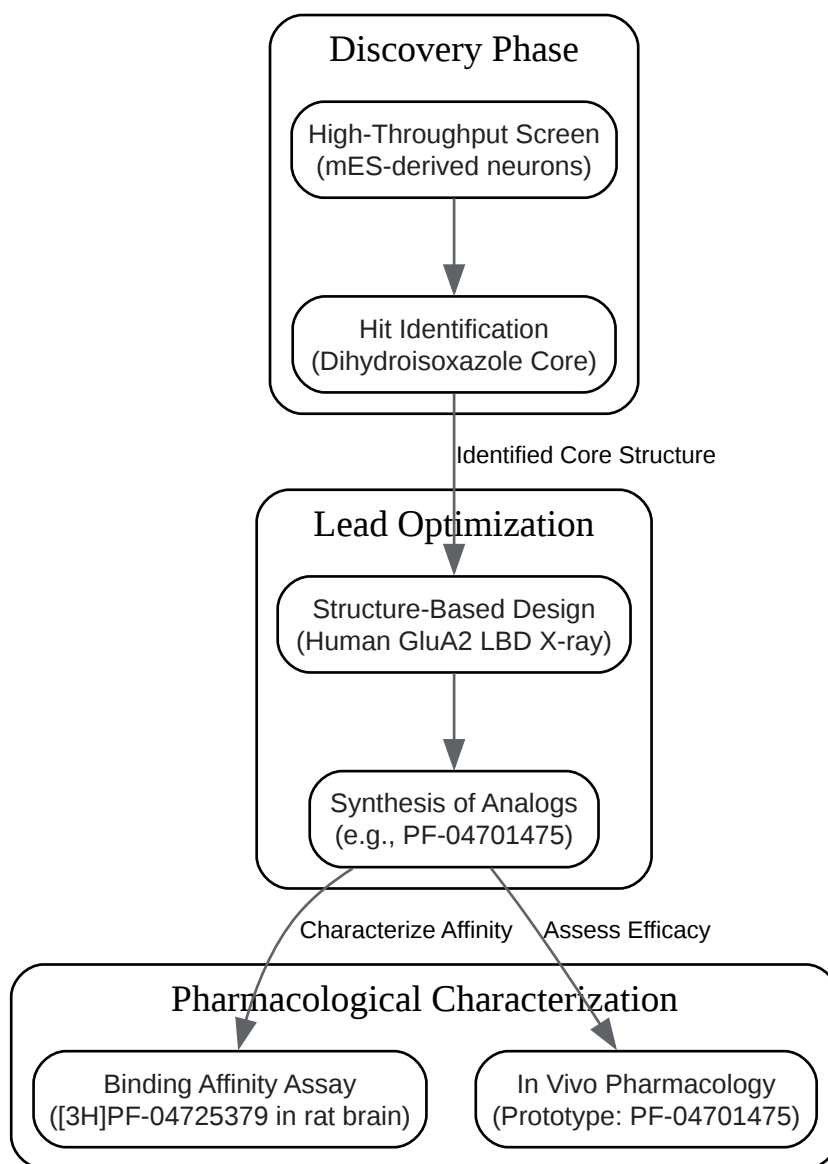 Discovery Phase
High-Throughput Screen
(mES-derived neurons)
Hit Identification
(Dihydroisoxazole Core)
Identified Core Structure
Lead Optimization
Structure-Based Design
(Human GluA2 LBD X-ray)
Synthesis of Analogs
(e.g., PF-04701475)
Characterize Affinity
Assess Efficacy
Pharmacological Characterization
Binding Affinity Assay
([3H]PF-04725379 in rat brain)
In Vivo Pharmacology
(Prototype: PF-04701475)